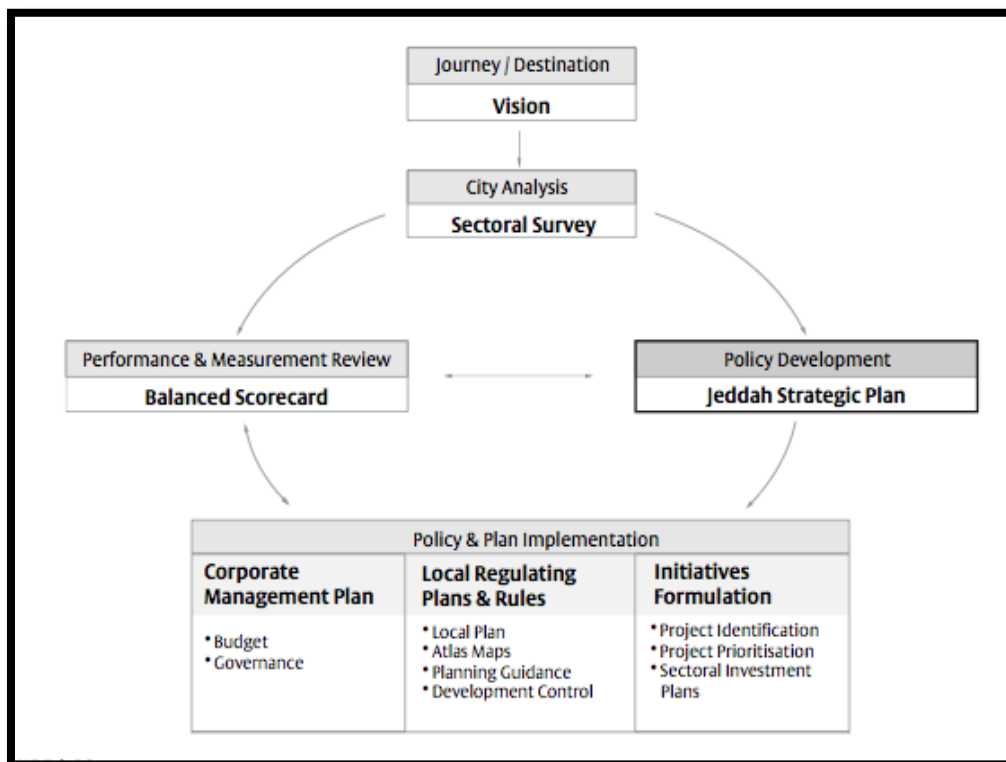 Journey / Destination
Vision
City Analysis
Sectoral Survey
Performance & Measurement Review
Balanced Scorecard
Policy Development
Jeddah Strategic Plan
Policy & Plan Implementation
Corporate
Management Plan
• Budget
• Governance
Local Regulating
Plans & Rules
• Local Plan
• Atlas Maps
• Planning Guidance
• Development Control
Initiatives
Formulation
• Project Identification
• Project Prioritisation
• Sectoral Investment
Plans